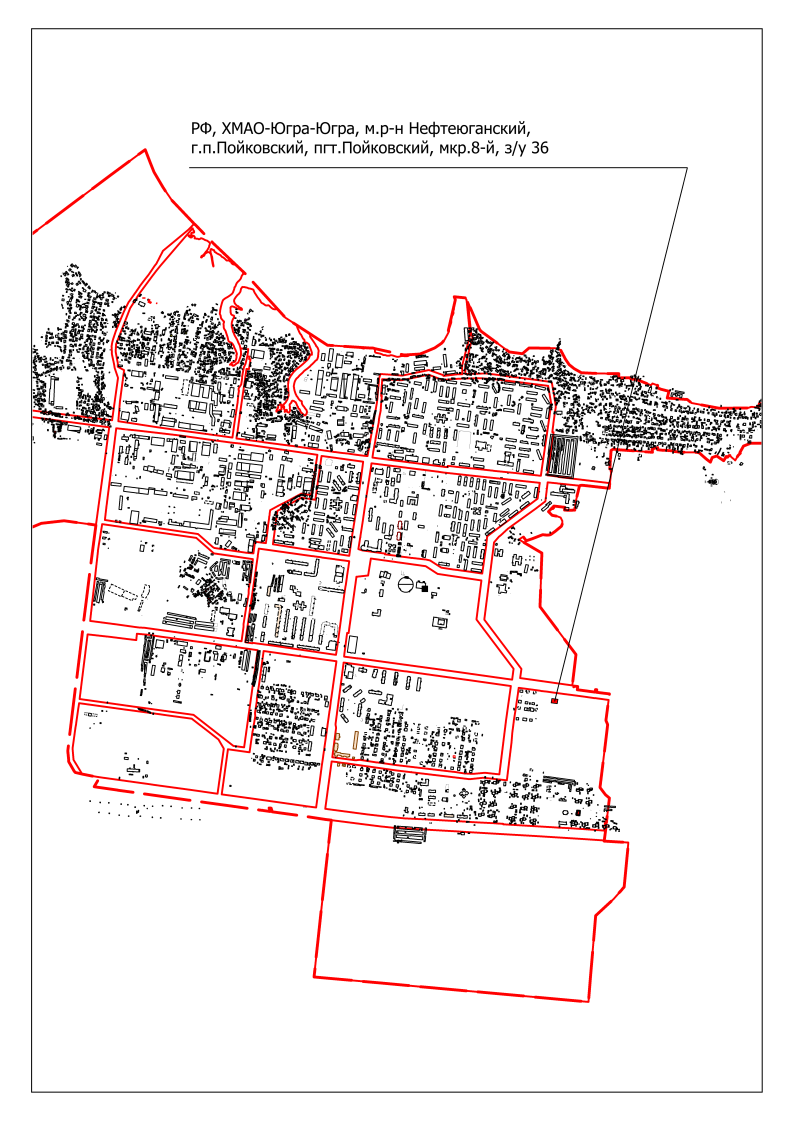 РФ, ХМАО-Югра-Югра, м.р-н Нефтеюганский,
г.п.Пойковский, пгт.Пойковский, мкр.8-й, з/у 36